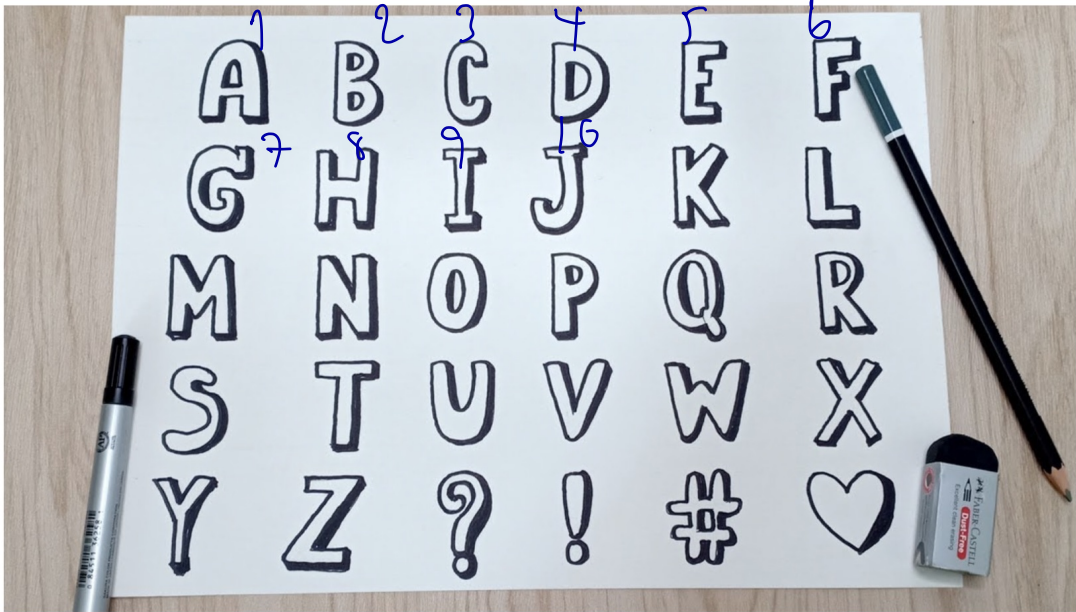 1 2 3 4 5 6
A B C D E F
7 8 9 10
G H I J K L
M N O P Q R
S T U V W X
Y Z ? ! #
FABER-CASTELL
Dust-Free